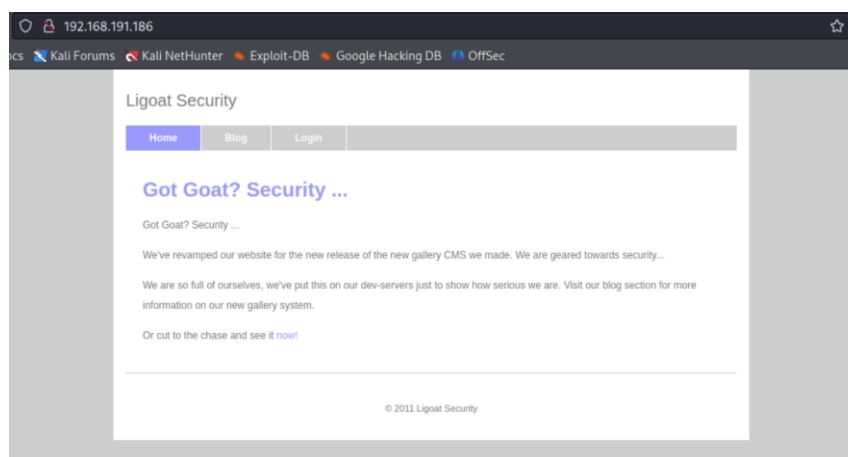 192.168.191.186
ocs Kali Forums Kali NetHunter Exploit-DB Google Hacking DB OffSec
Ligoat Security
Home Blog Login
Got Goat? Security ...
Got Goat? Security ...
We've revamped our website for the new release of the new gallery CMS we made. We are geared towards security...
We are so full of ourselves, we've put this on our dev-servers just to show how serious we are. Visit our blog section for more
information on our new gallery system.
Or cut to the chase and see it now!
© 2011 Ligoat Security